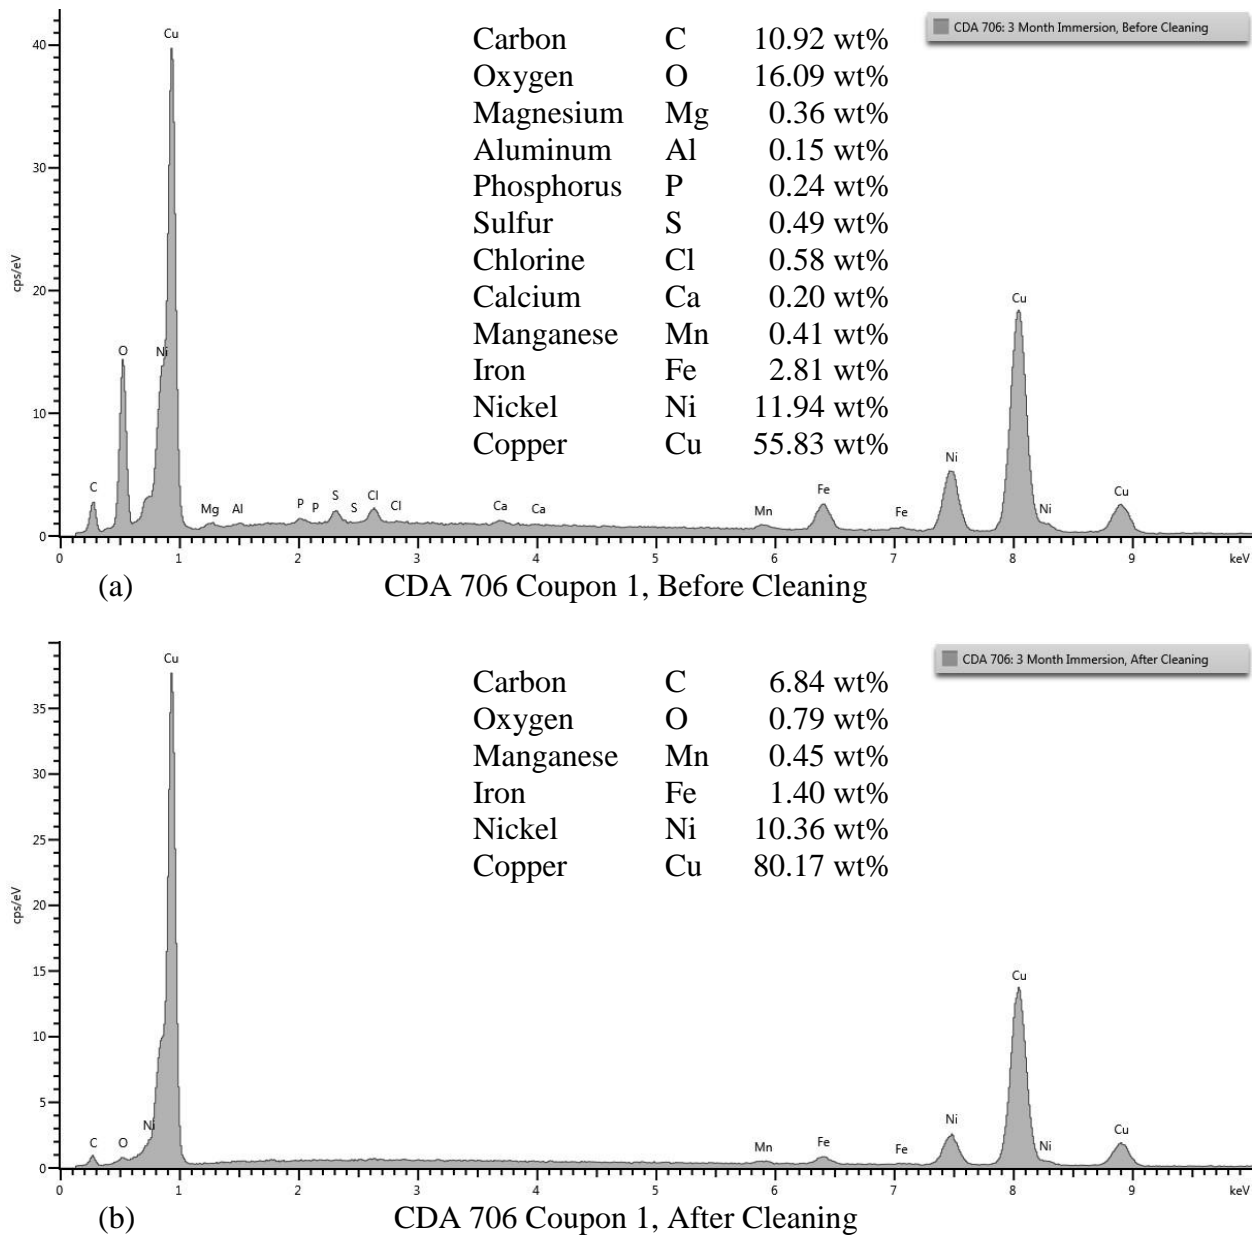 CDA 706: 3 Month Immersion, Before Cleaning
Carbon C 10.92 wt%
Oxygen O 16.09 wt%
Magnesium Mg 0.36 wt%
Aluminum Al 0.15 wt%
Phosphorus P 0.24 wt%
Sulfur S 0.49 wt%
Chlorine Cl 0.58 wt%
Calcium Ca 0.20 wt%
Manganese Mn 0.41 wt%
Iron Fe 2.81 wt%
Nickel Ni 11.94 wt%
Copper Cu 55.83 wt%
cps/eV
40
30
20
10
0
C O Ni Cu Mg Al P P S S Cl Cl Ca Ca Mn Fe Fe Ni Cu Ni Cu
0 1 2 3 4 5 6 7 8 9 keV
(a) CDA 706 Coupon 1, Before Cleaning
CDA 706: 3 Month Immersion, After Cleaning
Carbon C 6.84 wt%
Oxygen O 0.79 wt%
Manganese Mn 0.45 wt%
Iron Fe 1.40 wt%
Nickel Ni 10.36 wt%
Copper Cu 80.17 wt%
cps/eV
35
30
25
20
15
10
5
0
C O Ni Cu Mn Fe Fe Ni Cu Ni Cu
0 1 2 3 4 5 6 7 8 9 keV
(b) CDA 706 Coupon 1, After Cleaning